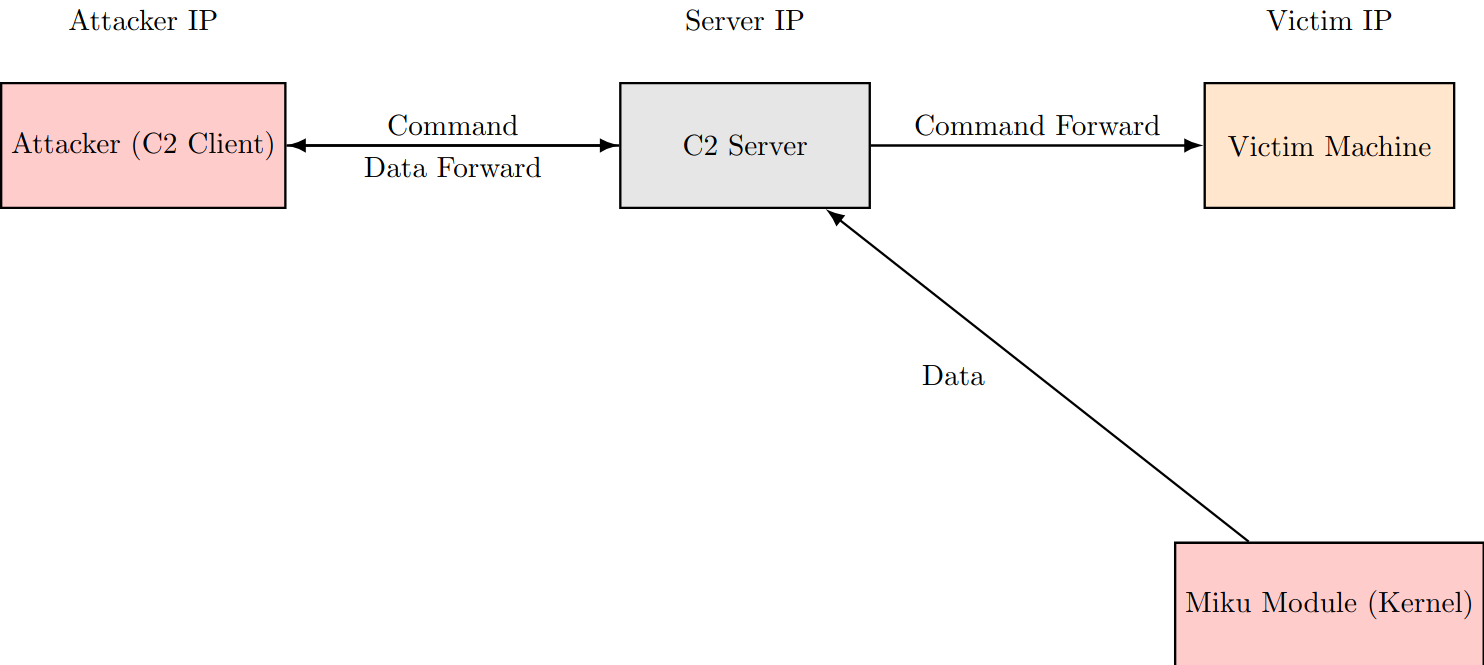 Attacker IP
Server IP
Victim IP
Attacker (C2 Client)
Command
Data Forward
C2 Server
Command Forward
Victim Machine
Data
Miku Module (Kernel)